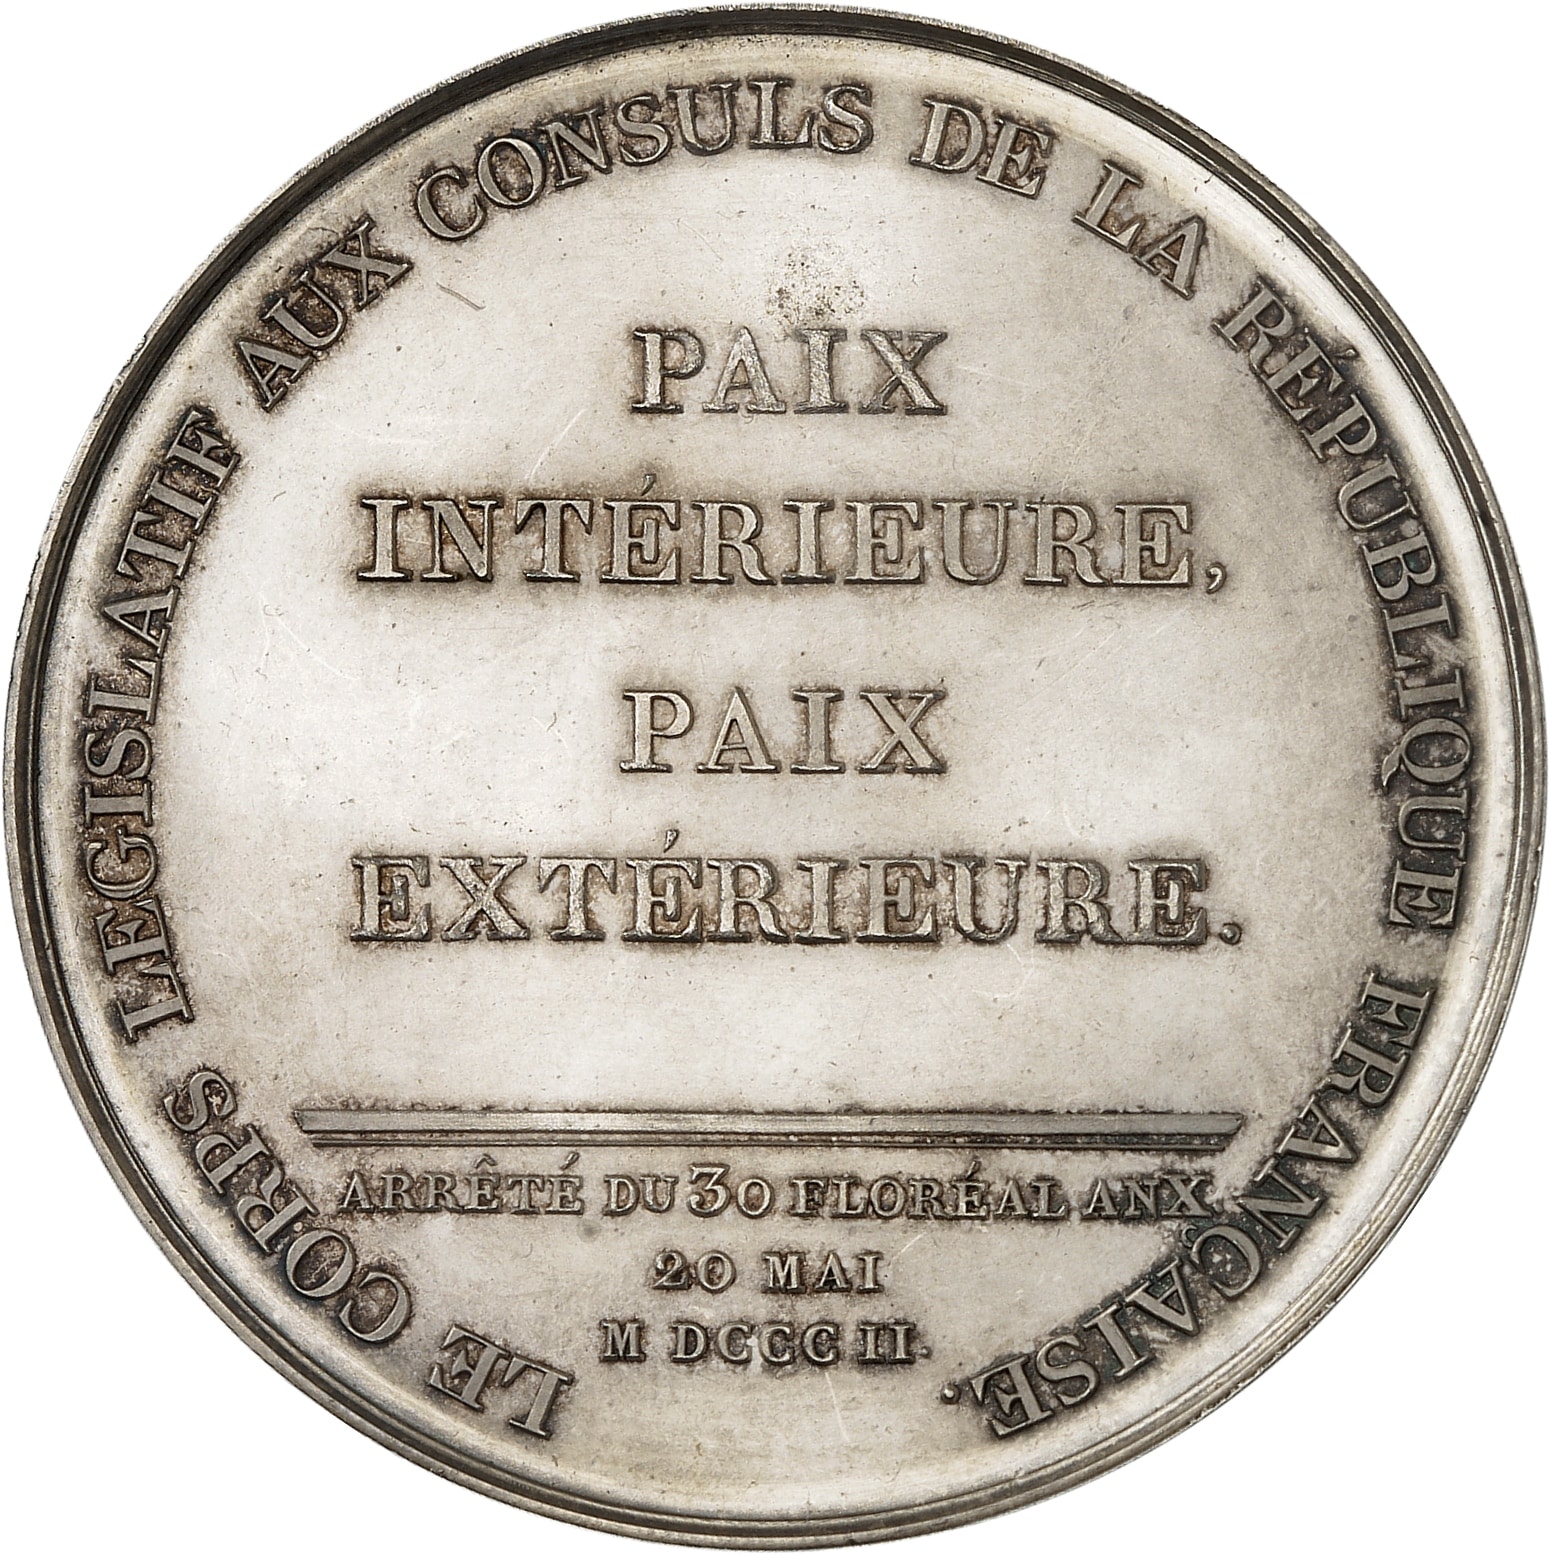 LE CORPS LEGISLATIF AUX CONSULS DE LA RÉPUBLIQUE FRANÇAISE.
PAIX
INTÉRIEURE,
PAIX
EXTÉRIEURE.
ARRÊTÉ DU 30 FLORÉAL AN X.
20 MAI
M DCCC II.